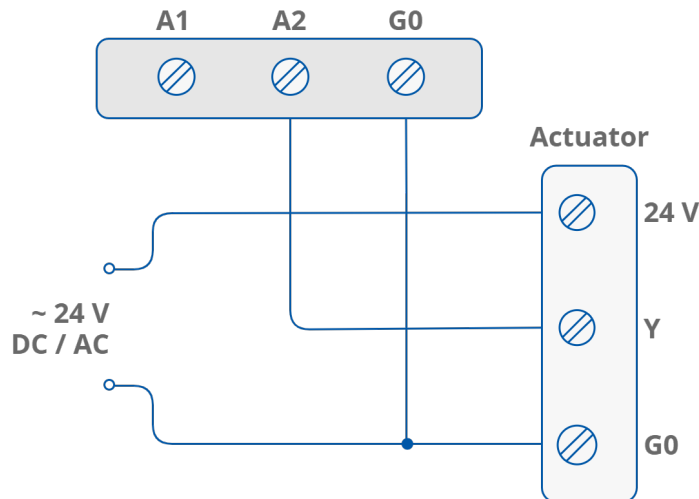 A1 A2 G0
Actuator
24 V
~ 24 V
DC / AC
Y
G0